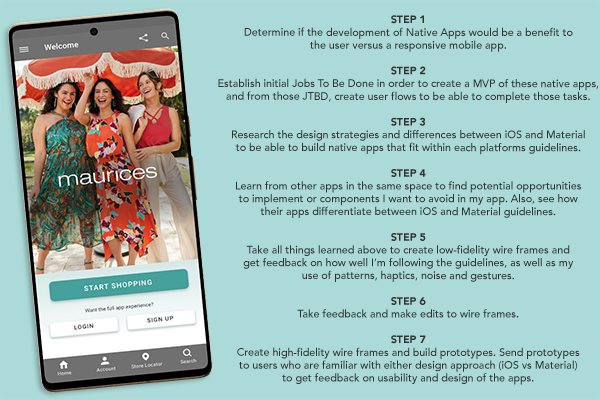 Welcome
maurices
START SHOPPING
Want the full app experience?
LOGIN
SIGN UP
Home
Account
Store Locator
Search
STEP 1
Determine if the development of Native Apps would be a benefit to
the user versus a responsive mobile app.
STEP 2
Establish initial Jobs To Be Done in order to create a MVP of these native apps,
and from those JTBD, create user flows to be able to complete those tasks.
STEP 3
Research the design strategies and differences between iOS and Material
to be able to build native apps that fit within each platforms guidelines.
STEP 4
Learn from other apps in the same space to find potential opportunities
to implement or components I want to avoid in my app. Also, see how
their apps differentiate between iOS and Material guidelines.
STEP 5
Take all things learned above to create low-fidelity wire frames and
get feedback on how well I'm following the guidelines, as well as my
use of patterns, haptics, noise and gestures.
STEP 6
Take feedback and make edits to wire frames.
STEP 7
Create high-fidelity wire frames and build prototypes. Send prototypes
to users who are familiar with either design approach (iOS vs Material)
to get feedback on usability and design of the apps.